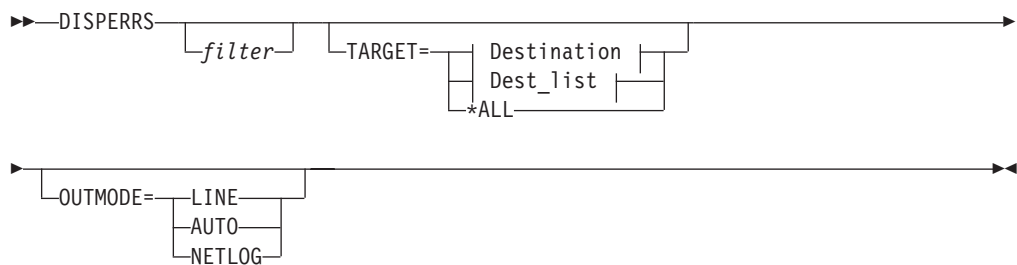 DISPERRS
filter
TARGET=
Destination
Dest_list
*ALL
OUTMODE=
LINE
AUTO
NETLOG